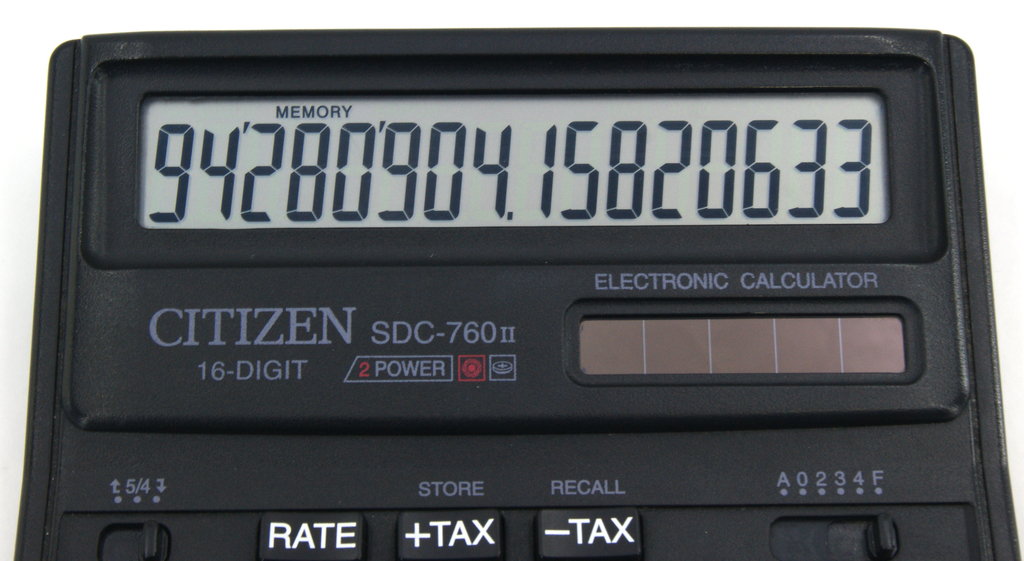 MEMORY
94'280'904.15820633
ELECTRONIC CALCULATOR
CITIZEN SDC-760II
16-DIGIT 2 POWER
5/4
STORE RECALL
A 0 2 3 4 F
RATE +TAX −TAX